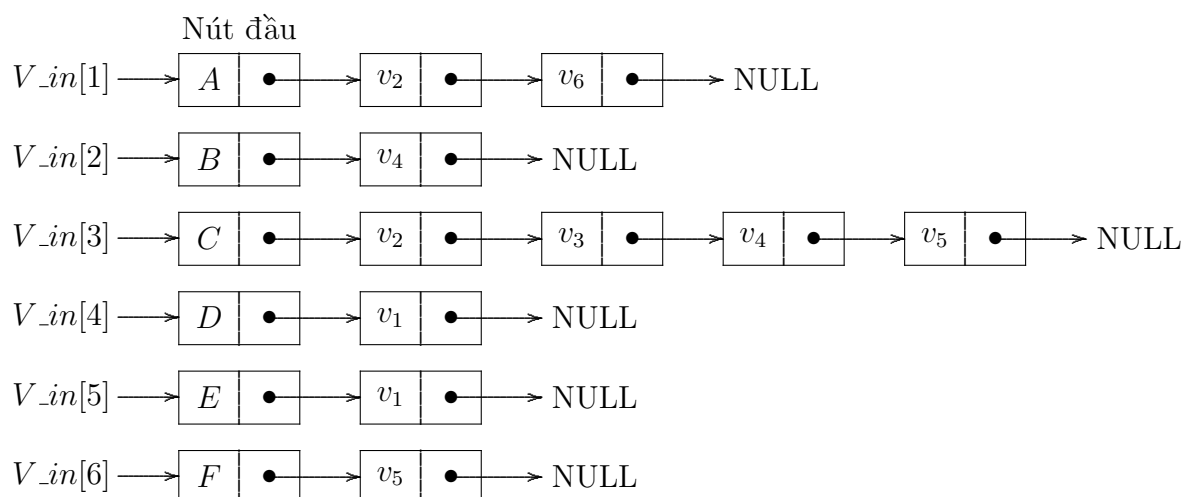 Nút đầu
V_in[1] A v₂ v₆ NULL
V_in[2] B v₄ NULL
V_in[3] C v₂ v₃ v₄ v₅ NULL
V_in[4] D v₁ NULL
V_in[5] E v₁ NULL
V_in[6] F v₅ NULL